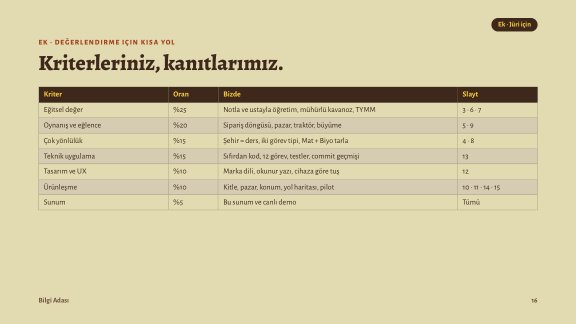 Ek · Jüri için
EK · DEĞERLENDİRME İÇİN KISA YOL
Kriterleriniz, kanıtlarımız.
Kriter Oran Bizde Slayt
Eğitsel değer %25 Notla ve ustayla öğretim, mühürlü kavanoz, TYMM 3 · 6 · 7
Oynanış ve eğlence %20 Sipariş döngüsü, pazar, traktör, büyüme 5 · 9
Çok yönlülük %15 Şehir = ders, iki görev tipi, Mat + Biyo tarla 4 · 8
Teknik uygulama %15 Sıfırdan kod, 12 görev, testler, commit geçmişi 13
Tasarım ve UX %10 Marka dili, okunur yazı, cihaza göre tuş 12
Ürünleşme %10 Kitle, pazar, konum, yol haritası, pilot 10 · 11 · 14 · 15
Sunum %5 Bu sunum ve canlı demo Tümü
Bilgi Adası 16